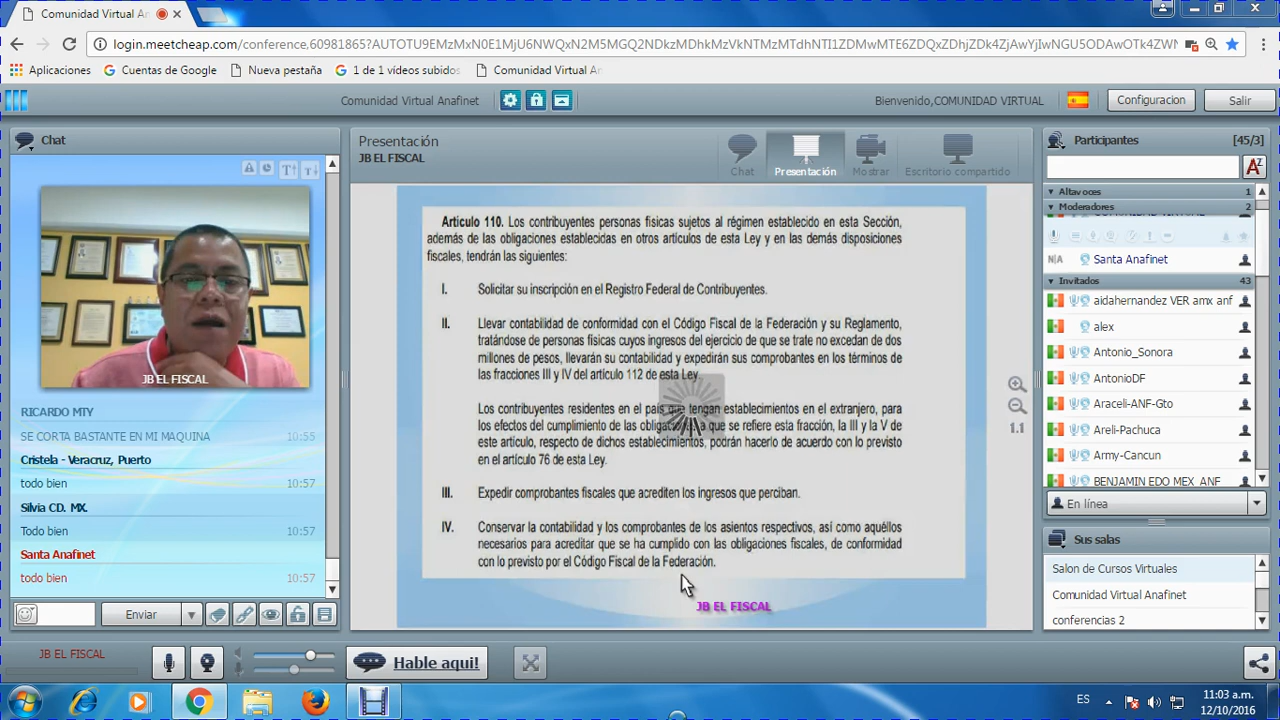 Comunidad Virtual Anafin
login.meetcheap.com/conference,60981865?
Aplicaciones
Cuentas de Google
Nueva pestaña
1 de 1 vídeos subidos
Comunidad Virtual An
Comunidad Virtual Anafinet
Bienvenido,COMUNIDAD VIRTUAL
Configuracion
Salir
Chat
RICARDO MTY
SE CORTA BASTANTE EN MI MAQUINA 10:55
Cristela - Veracruz, Puerto
todo bien 10:57
Silvia CD. MX.
Todo bien 10:57
Santa Anafinet
todo bien 10:57
Enviar
JB EL FISCAL
Presentación
JB EL FISCAL
Chat
Presentación
Mostrar
Escritorio compartido
Artículo 110. Los contribuyentes personas físicas sujetos al régimen establecido en esta Sección,
además de las obligaciones establecidas en otros artículos de esta Ley y en las demás disposiciones
fiscales, tendrán las siguientes:
I. Solicitar su inscripción en el Registro Federal de Contribuyentes.
II. Llevar contabilidad de conformidad con el Código Fiscal de la Federación y su Reglamento,
tratándose de personas físicas cuyos ingresos del ejercicio de que se trate no excedan de dos
millones de pesos, llevarán su contabilidad y expedirán sus comprobantes en los términos de
las fracciones III y IV del artículo 112 de esta Ley.
Los contribuyentes residentes en el país que tengan establecimientos en el extranjero, para
los efectos del cumplimiento de las a que se refiere esta fracción, la III y la V de
este artículo, respecto de dichos establecimientos, podrán hacerlo de acuerdo con lo previsto
en el artículo 76 de esta Ley.
III. Expedir comprobantes fiscales que acrediten los ingresos que perciban.
IV. Conservar la contabilidad y los comprobantes de los asientos respectivos, así como aquéllos
necesarios para acreditar que se ha cumplido con las obligaciones fiscales, de conformidad
con lo previsto por el Código Fiscal de la Federación.
JB EL FISCAL
1.1
Participantes [45/3]
Altavoces 1
Moderadores 2
N/A Santa Anafinet
Invitados 43
aidahernandez VER amx anf
alex
Antonio_Sonora
AntonioDF
Araceli-ANF-Gto
Areli-Pachuca
Army-Cancun
BENJAMIN EDO MEX ANF
En línea
Sus salas
Salon de Cursos Virtuales
Comunidad Virtual Anafinet
conferencias 2
JB EL FISCAL
Hable aqui!
ES
11:03 a.m.
12/10/2016